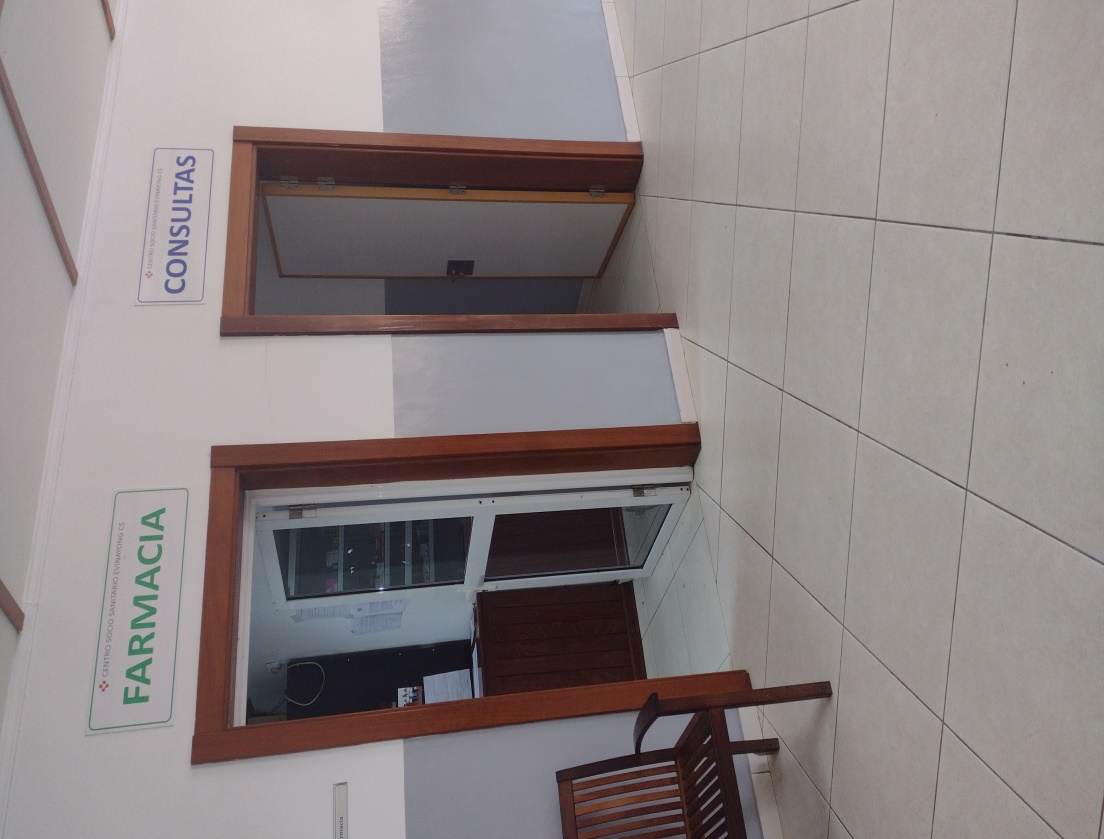 CENTRO SOCIO SANITARIO EVINAYONG CS
FARMACIA
CENTRO SOCIO SANITARIO EVINAYONG CS
CONSULTAS